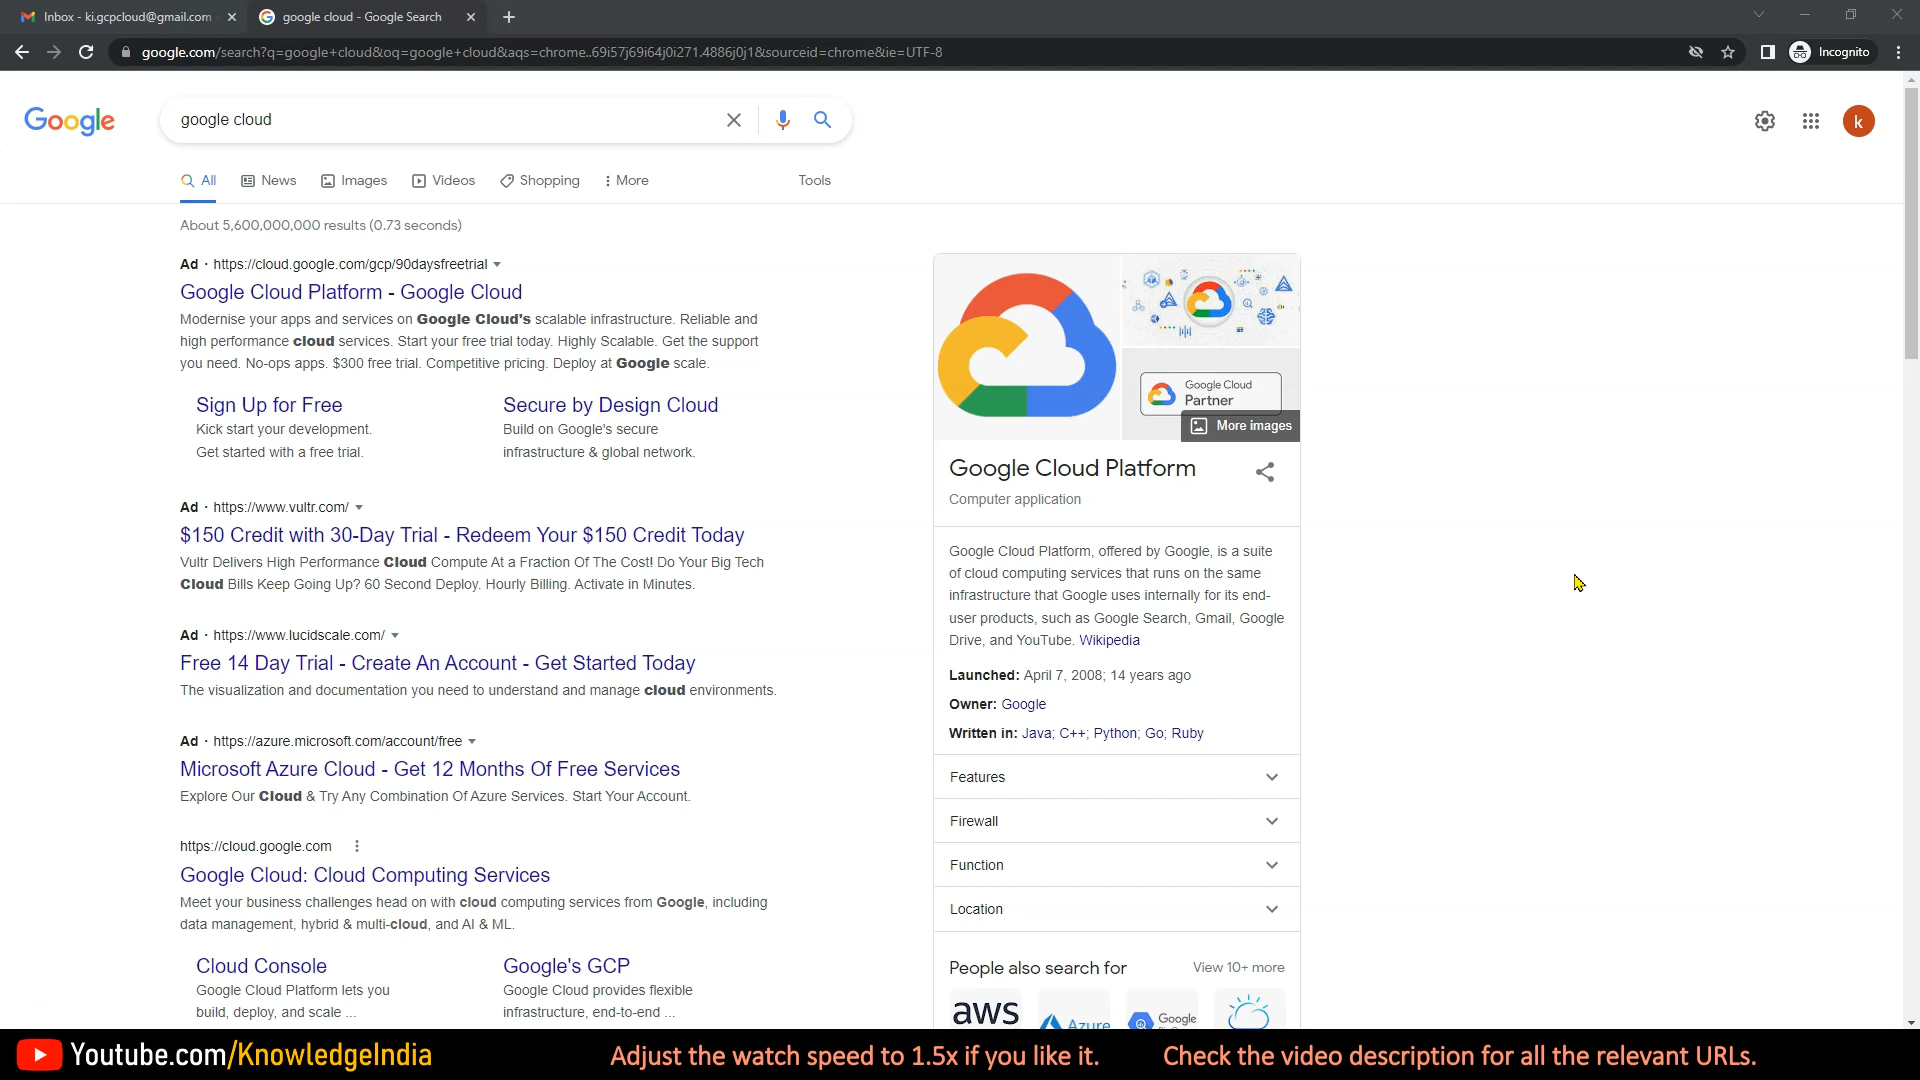 Inbox - ki.gcpcloud@gmail.com
google cloud - Google Search
google.com/search?q=google+cloud&oq=google+cloud&aqs=chrome..69i57j69i64j0i271.4886j0j1&sourceid=chrome&ie=UTF-8
Incognito
Google
google cloud
k
All
News
Images
Videos
Shopping
More
Tools
About 5,600,000,000 results (0.73 seconds)
Ad · https://cloud.google.com/gcp/90daysfreetrial
Google Cloud Platform - Google Cloud
Modernise your apps and services on Google Cloud's scalable infrastructure. Reliable and
high performance cloud services. Start your free trial today. Highly Scalable. Get the support
you need. No-ops apps. $300 free trial. Competitive pricing. Deploy at Google scale.
Sign Up for Free
Kick start your development.
Get started with a free trial.
Secure by Design Cloud
Build on Google's secure
infrastructure & global network.
Ad · https://www.vultr.com/
$150 Credit with 30-Day Trial - Redeem Your $150 Credit Today
Vultr Delivers High Performance Cloud Compute At a Fraction Of The Cost! Do Your Big Tech
Cloud Bills Keep Going Up? 60 Second Deploy. Hourly Billing. Activate in Minutes.
Ad · https://www.lucidscale.com/
Free 14 Day Trial - Create An Account - Get Started Today
The visualization and documentation you need to understand and manage cloud environments.
Ad · https://azure.microsoft.com/account/free
Microsoft Azure Cloud - Get 12 Months Of Free Services
Explore Our Cloud & Try Any Combination Of Azure Services. Start Your Account.
https://cloud.google.com
Google Cloud: Cloud Computing Services
Meet your business challenges head on with cloud computing services from Google, including
data management, hybrid & multi-cloud, and AI & ML.
Cloud Console
Google Cloud Platform lets you
build, deploy, and scale ...
Google's GCP
Google Cloud provides flexible
infrastructure, end-to-end ...
Google Cloud
Partner
More images
Google Cloud Platform
Computer application
Google Cloud Platform, offered by Google, is a suite
of cloud computing services that runs on the same
infrastructure that Google uses internally for its end-
user products, such as Google Search, Gmail, Google
Drive, and YouTube. Wikipedia
Launched: April 7, 2008; 14 years ago
Owner: Google
Written in: Java; C++; Python; Go; Ruby
Features
Firewall
Function
Location
People also search for
View 10+ more
aws
Azure
Google
Youtube.com/KnowledgeIndia
Adjust the watch speed to 1.5x if you like it.
Check the video description for all the relevant URLs.